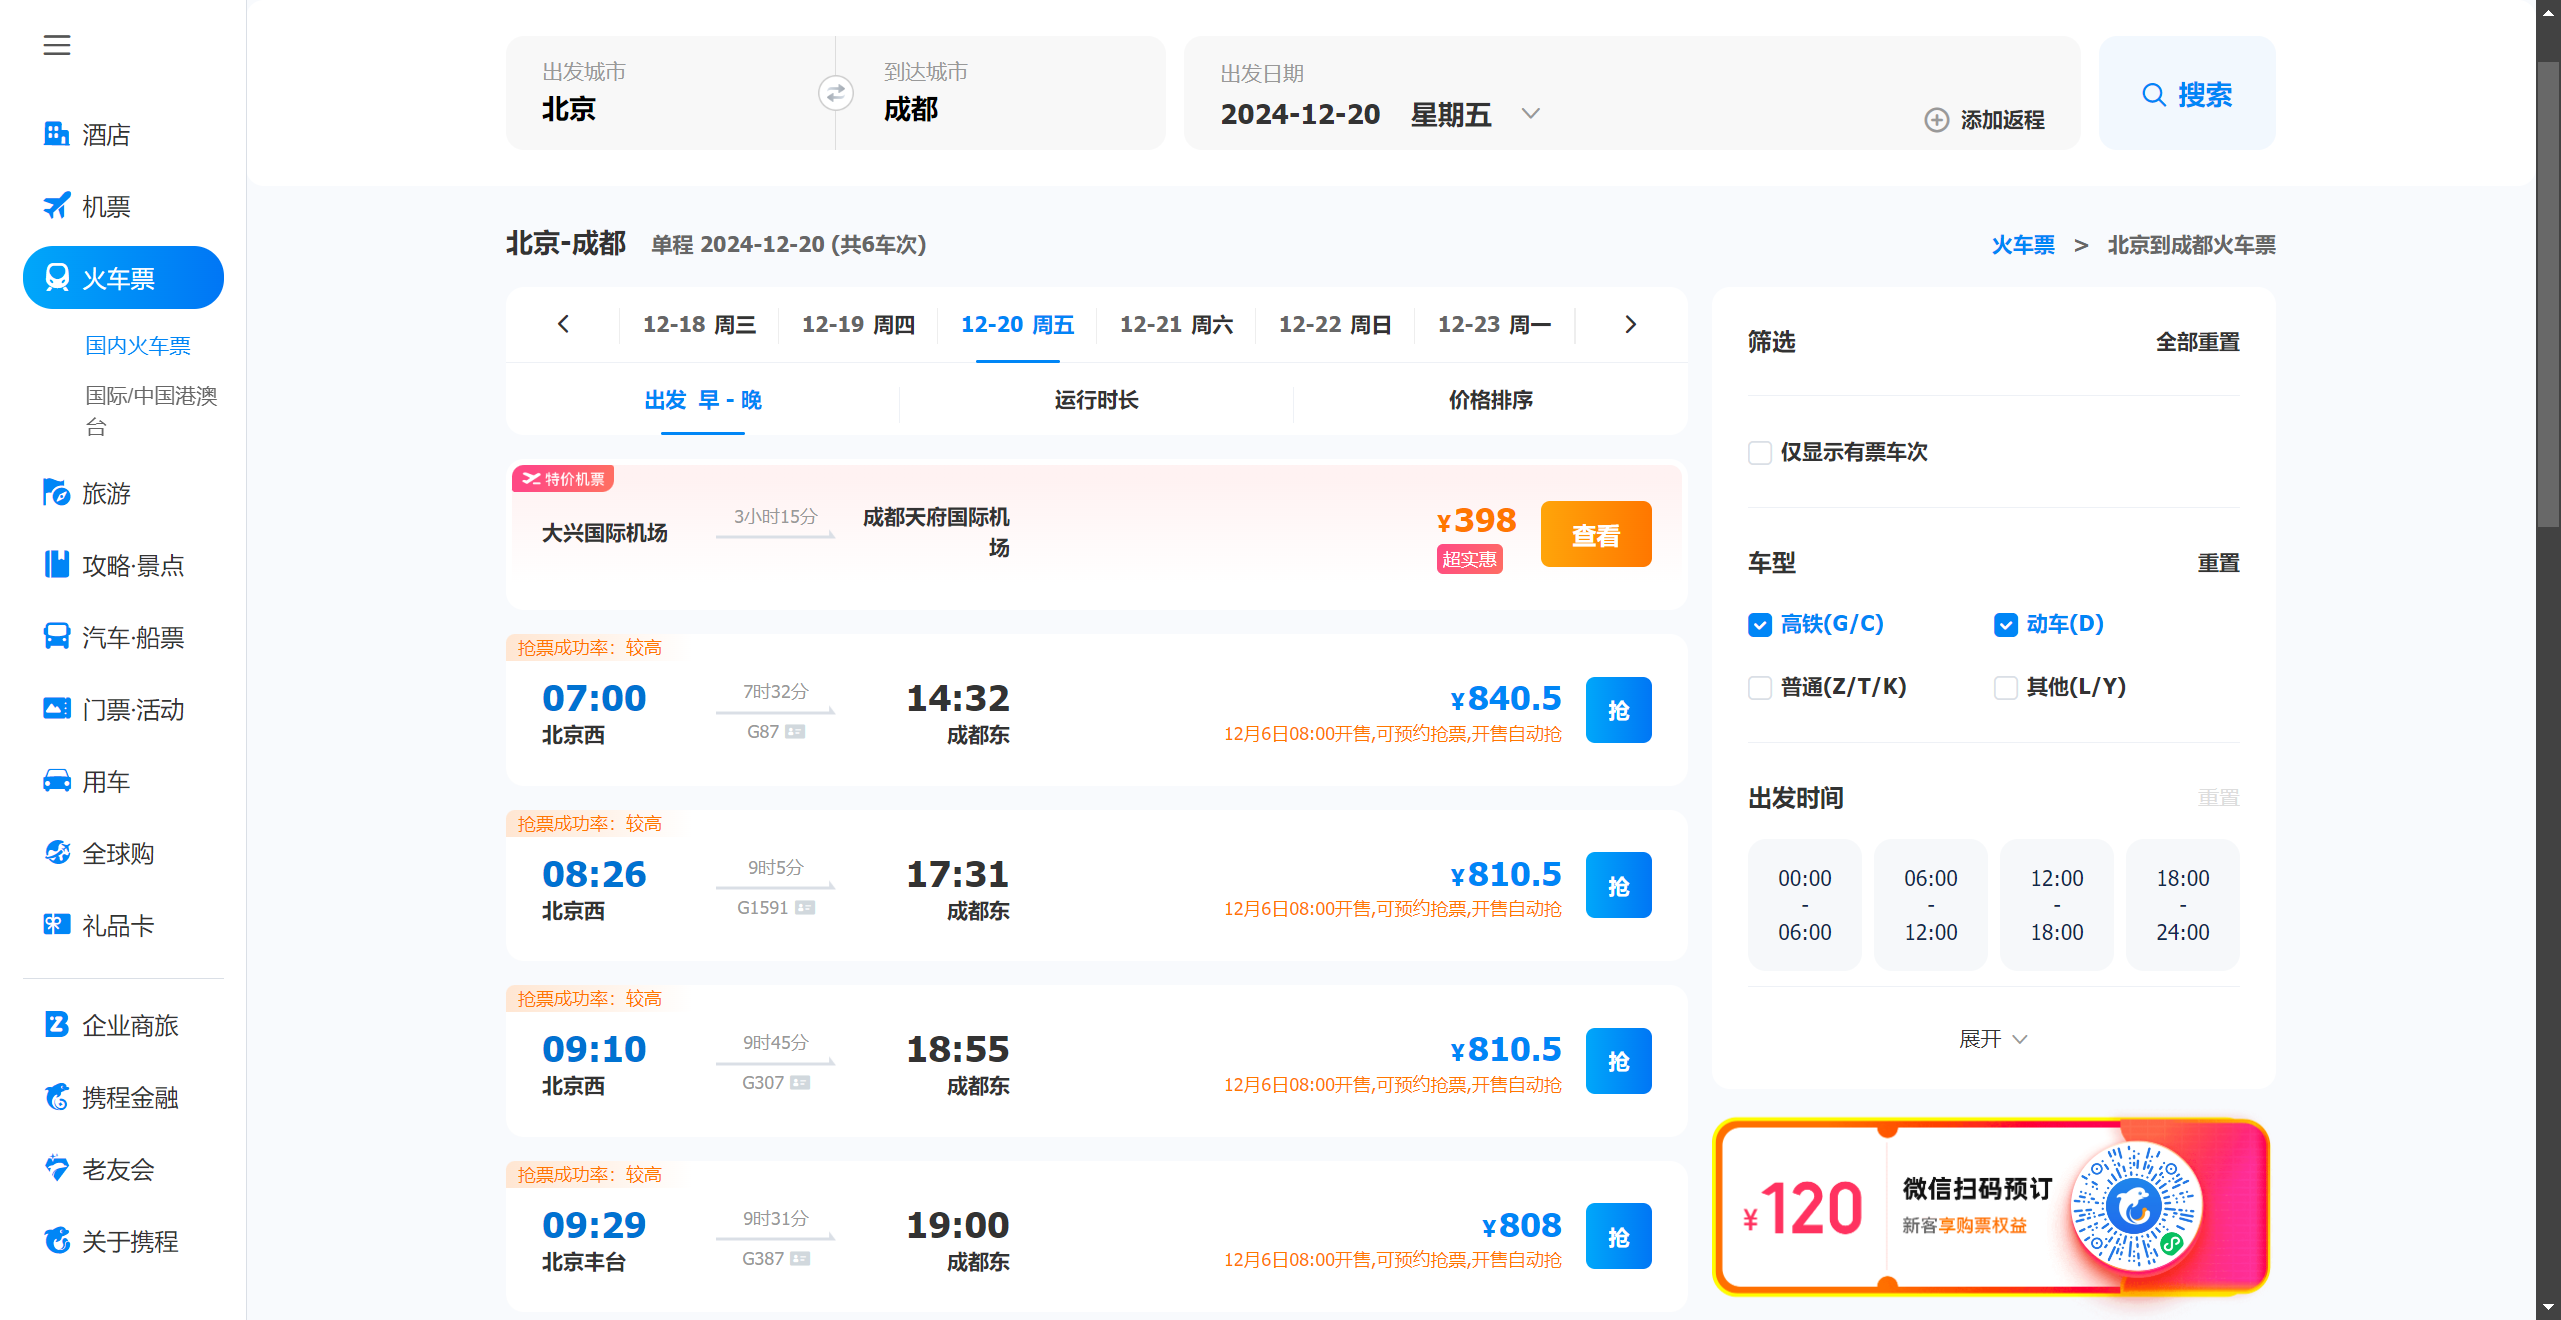 酒店
机票
火车票
国内火车票
国际/中国港澳
台
旅游
攻略·景点
汽车·船票
门票·活动
用车
全球购
礼品卡
企业商旅
携程金融
老友会
关于携程
出发城市
北京
到达城市
成都
出发日期
2024-12-20 星期五
添加返程
搜索
北京-成都 单程 2024-12-20 (共6车次)
火车票 > 北京到成都火车票
12-18 周三 12-19 周四 12-20 周五 12-21 周六 12-22 周日 12-23 周一
出发 早 - 晚 运行时长 价格排序
特价机票
大兴国际机场
3小时15分
成都天府国际机
场
¥398
超实惠
查看
抢票成功率：较高
07:00
北京西
7时32分
G87
14:32
成都东
¥840.5
12月6日08:00开售,可预约抢票,开售自动抢
抢
抢票成功率：较高
08:26
北京西
9时5分
G1591
17:31
成都东
¥810.5
12月6日08:00开售,可预约抢票,开售自动抢
抢
抢票成功率：较高
09:10
北京西
9时45分
G307
18:55
成都东
¥810.5
12月6日08:00开售,可预约抢票,开售自动抢
抢
抢票成功率：较高
09:29
北京丰台
9时31分
G387
19:00
成都东
¥808
12月6日08:00开售,可预约抢票,开售自动抢
抢
筛选 全部重置
仅显示有票车次
车型 重置
高铁(G/C) 动车(D)
普通(Z/T/K) 其他(L/Y)
出发时间 重置
00:00 06:00 12:00 18:00
- - - -
06:00 12:00 18:00 24:00
展开
¥120
微信扫码预订
新客享购票权益